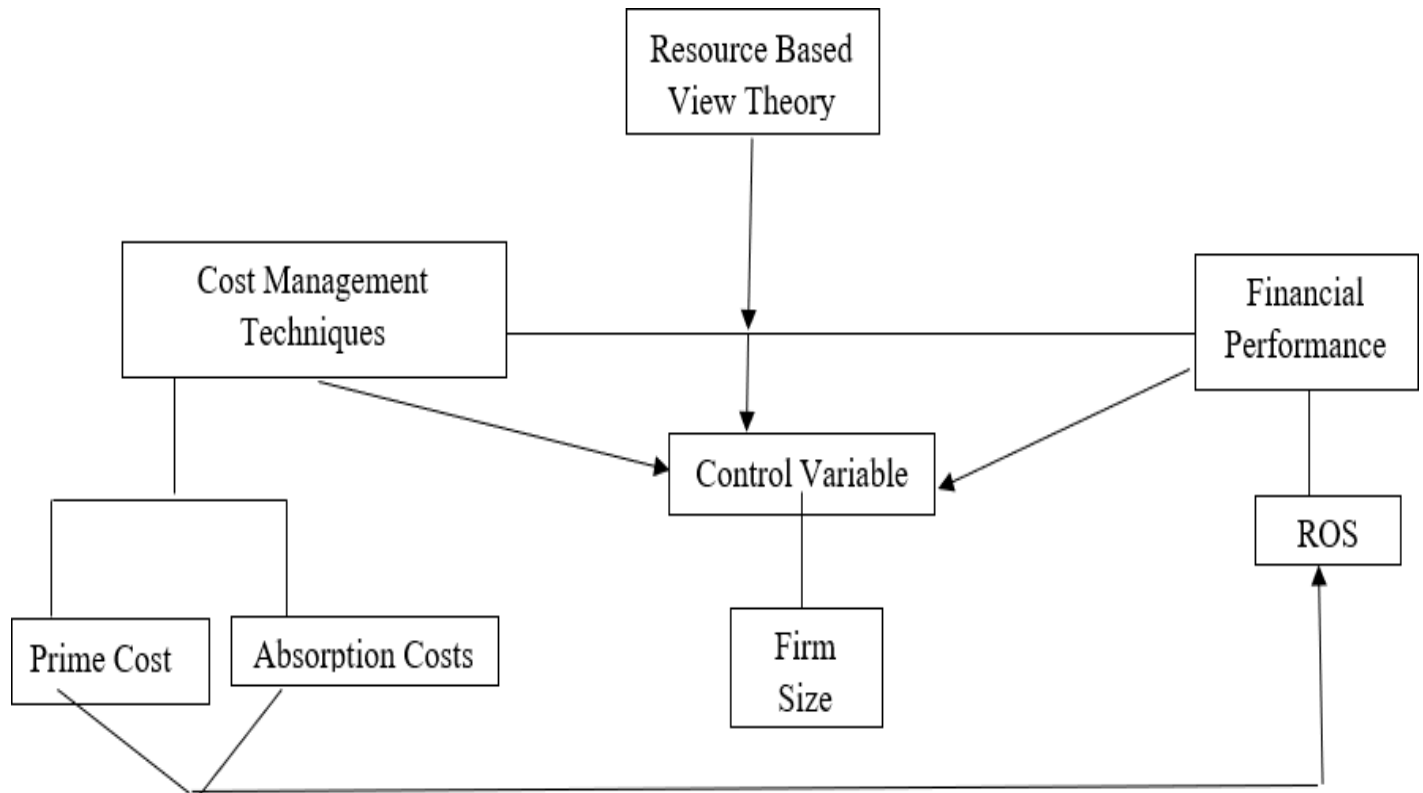 Resource Based
View Theory
Cost Management
Techniques
Financial
Performance
Control Variable
ROS
Prime Cost
Absorption Costs
Firm
Size